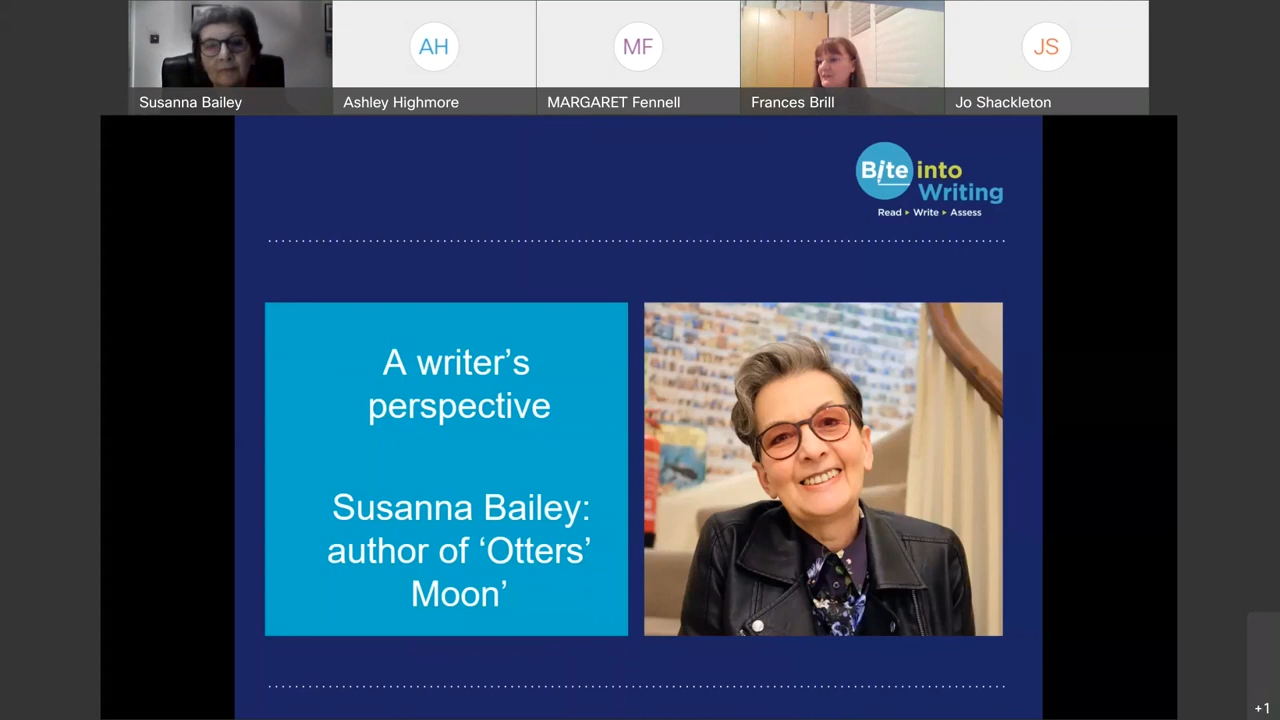 AH
MF
JS
Susanna Bailey
Ashley Highmore
MARGARET Fennell
Frances Brill
Jo Shackleton
Bite into
Writing
Read ▸ Write ▸ Assess
A writer’s
perspective
Susanna Bailey:
author of ‘Otters’
Moon’
+1